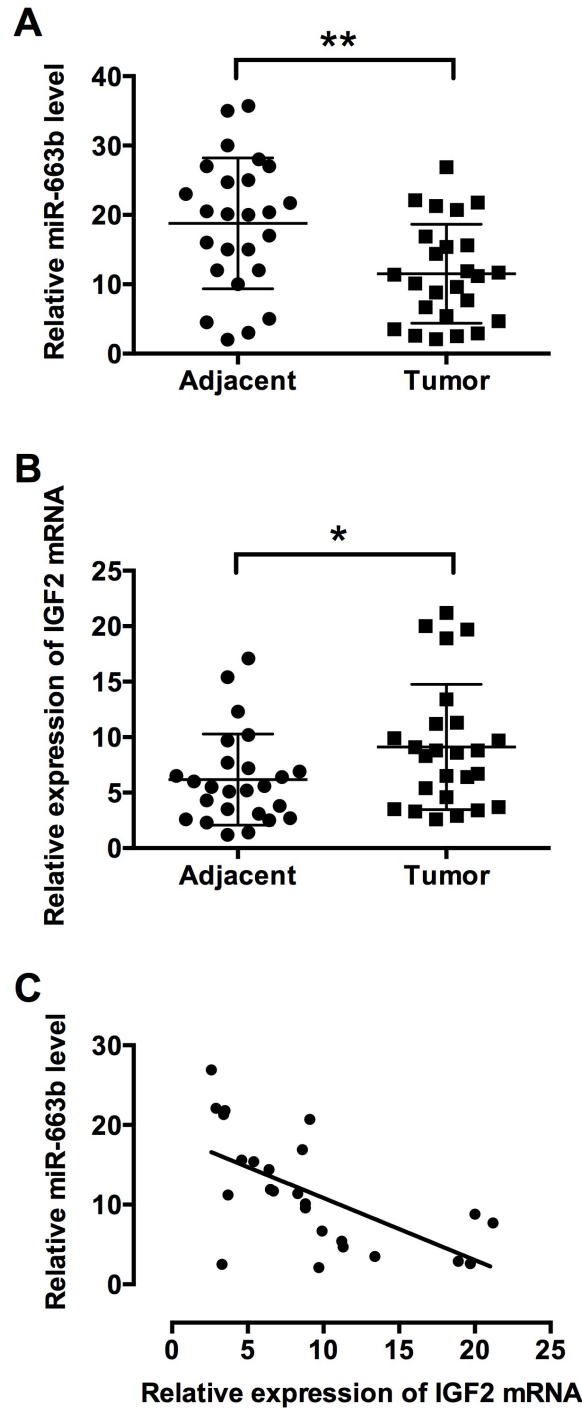 A
**
Relative miR-663b level
40
30
20
10
0
Adjacent Tumor
B
*
Relative expression of IGF2 mRNA
25
20
15
10
5
0
Adjacent Tumor
C
Relative miR-663b level
30
20
10
0
0 5 10 15 20 25
Relative expression of IGF2 mRNA